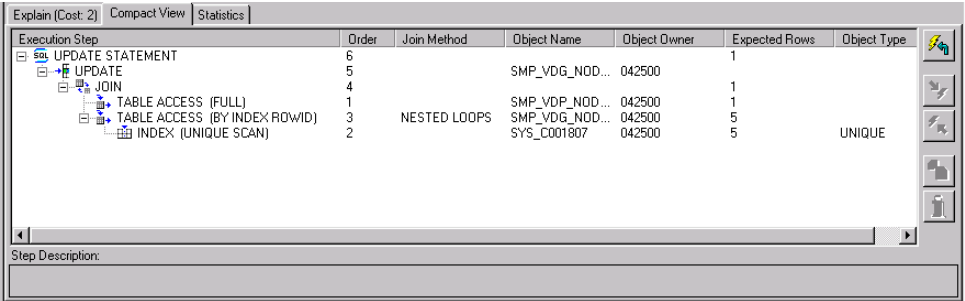 Explain (Cost: 2) Compact View Statistics
Execution Step Order Join Method Object Name Object Owner Expected Rows Object Type
SQL UPDATE STATEMENT 6 1
UPDATE 5 SMP_VDG_NOD... 042500
JOIN 4 1
TABLE ACCESS (FULL) 1 SMP_VDP_NOD... 042500 1
TABLE ACCESS (BY INDEX ROWID) 3 NESTED LOOPS SMP_VDG_NOD... 042500 5
INDEX (UNIQUE SCAN) 2 SYS_C001807 042500 5 UNIQUE
Step Description: